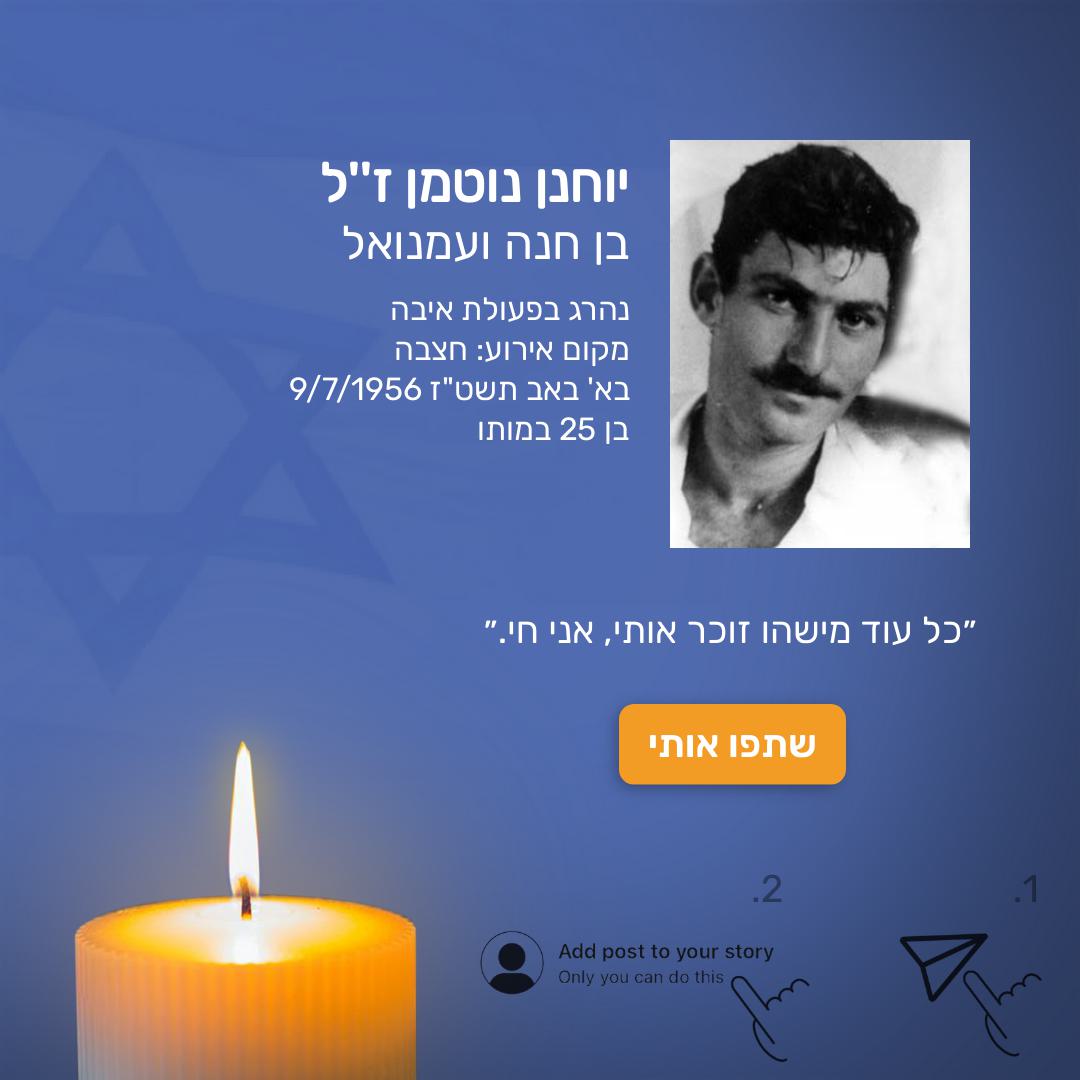 יוחנן נוטמן ז"ל
בן חנה ועמנואל
נהרג בפעולת איבה
מקום אירוע: חצבה
בא' באב תשט"ז 9/7/1956
בן 25 במותו
״כל עוד מישהו זוכר אותי, אני חי.״
שתפו אותי
1.
2.
Add post to your story
Only you can do this